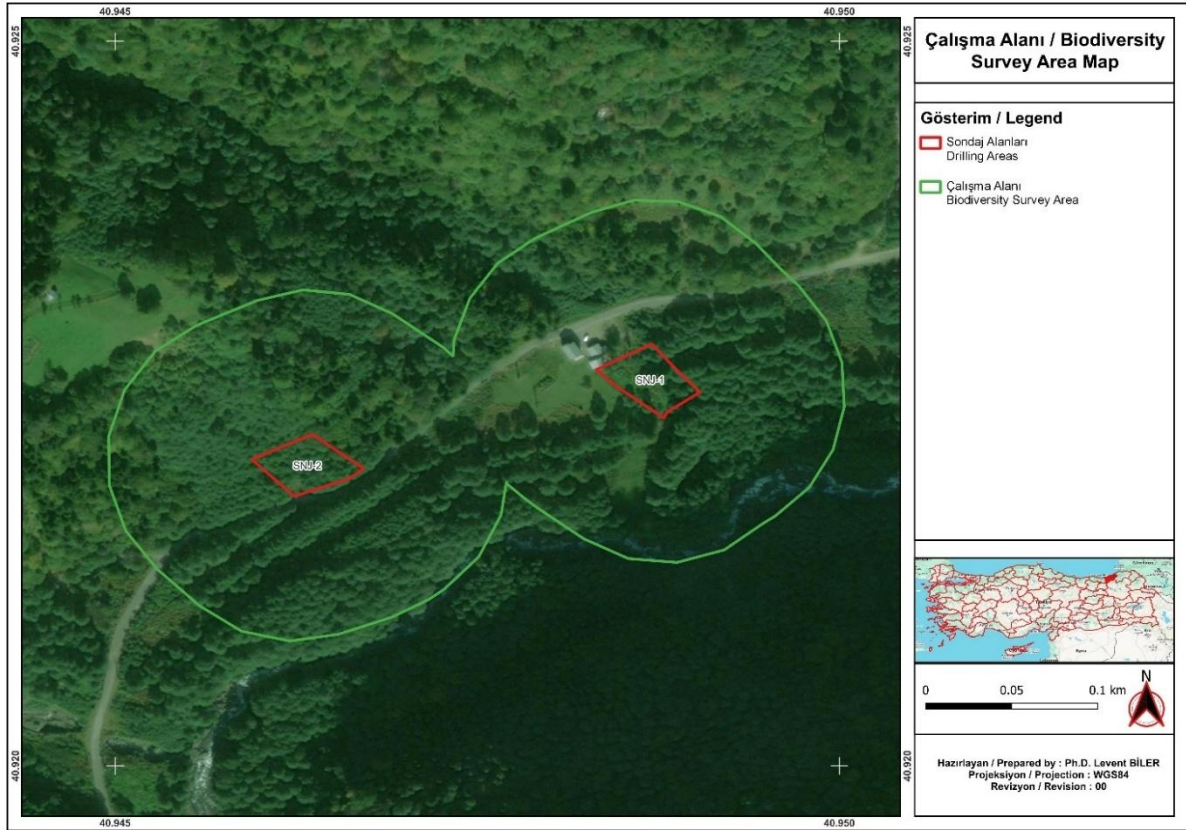 40.945
40.950
40.925
40.925
Çalışma Alanı / Biodiversity
Survey Area Map
Gösterim / Legend
Sondaj Alanları
Drilling Areas
Çalışma Alanı
Biodiversity Survey Area
SNJ-1
SNJ-2
0
0.05
0.1 km
N
40.920
40.920
Hazırlayan / Prepared by : Ph.D. Levent BİLER
Projeksiyon / Projection : WGS84
Revizyon / Revision : 00
40.945
40.950